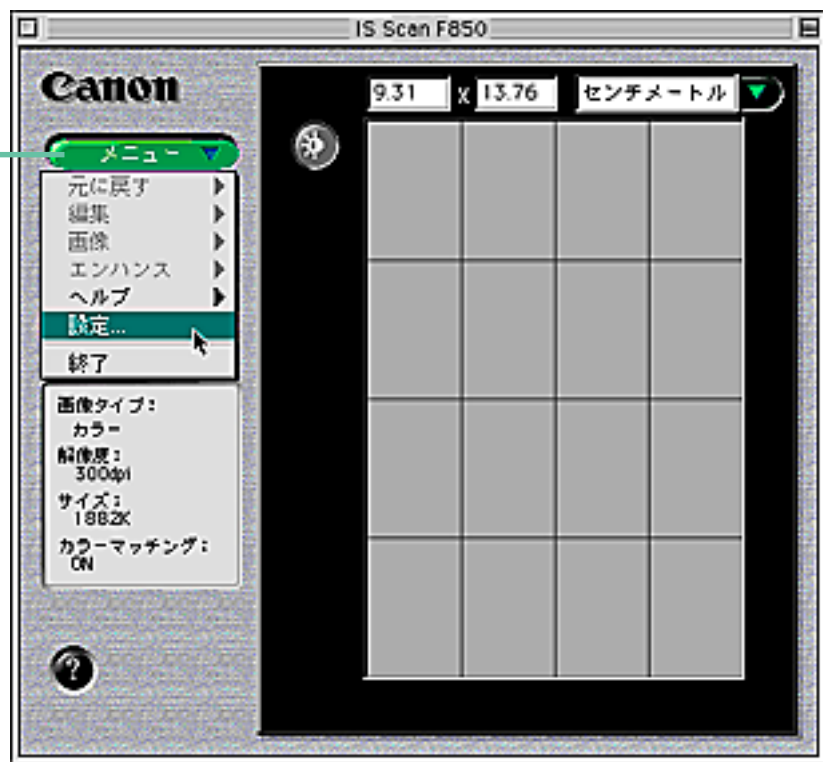 IS Scan F850
Canon
9.31 x 13.76 センチメートル
メニュー
元に戻す
編集
画像
エンハンス
ヘルプ
設定...
終了
画像タイプ：
カラー
解像度：
300dpi
サイズ：
1882K
カラーマッチング：
ON
?